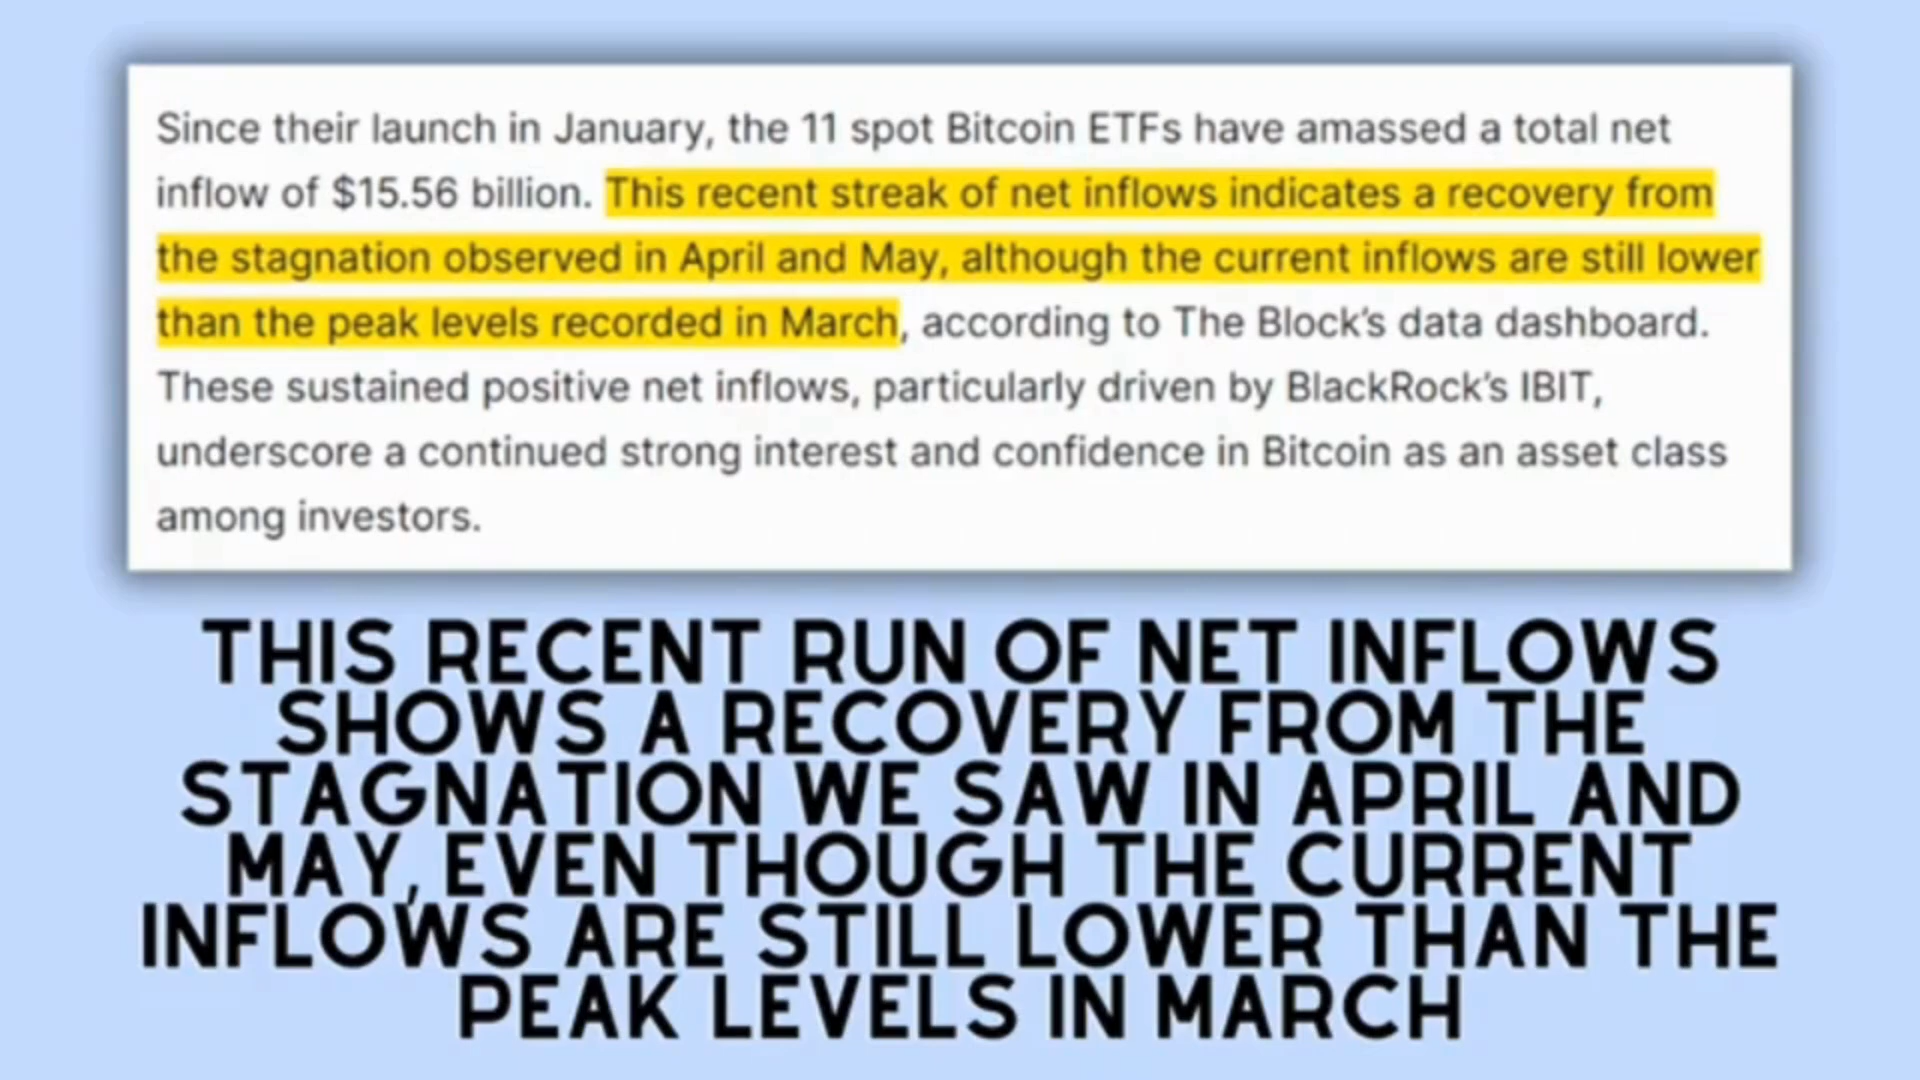 Since their launch in January, the 11 spot Bitcoin ETFs have amassed a total net
inflow of $15.56 billion. This recent streak of net inflows indicates a recovery from
the stagnation observed in April and May, although the current inflows are still lower
than the peak levels recorded in March, according to The Block’s data dashboard.
These sustained positive net inflows, particularly driven by BlackRock’s IBIT,
underscore a continued strong interest and confidence in Bitcoin as an asset class
among investors.
THIS RECENT RUN OF NET INFLOWS
SHOWS A RECOVERY FROM THE
STAGNATION WE SAW IN APRIL AND
MAY, EVEN THOUGH THE CURRENT
INFLOWS ARE STILL LOWER THAN THE
PEAK LEVELS IN MARCH